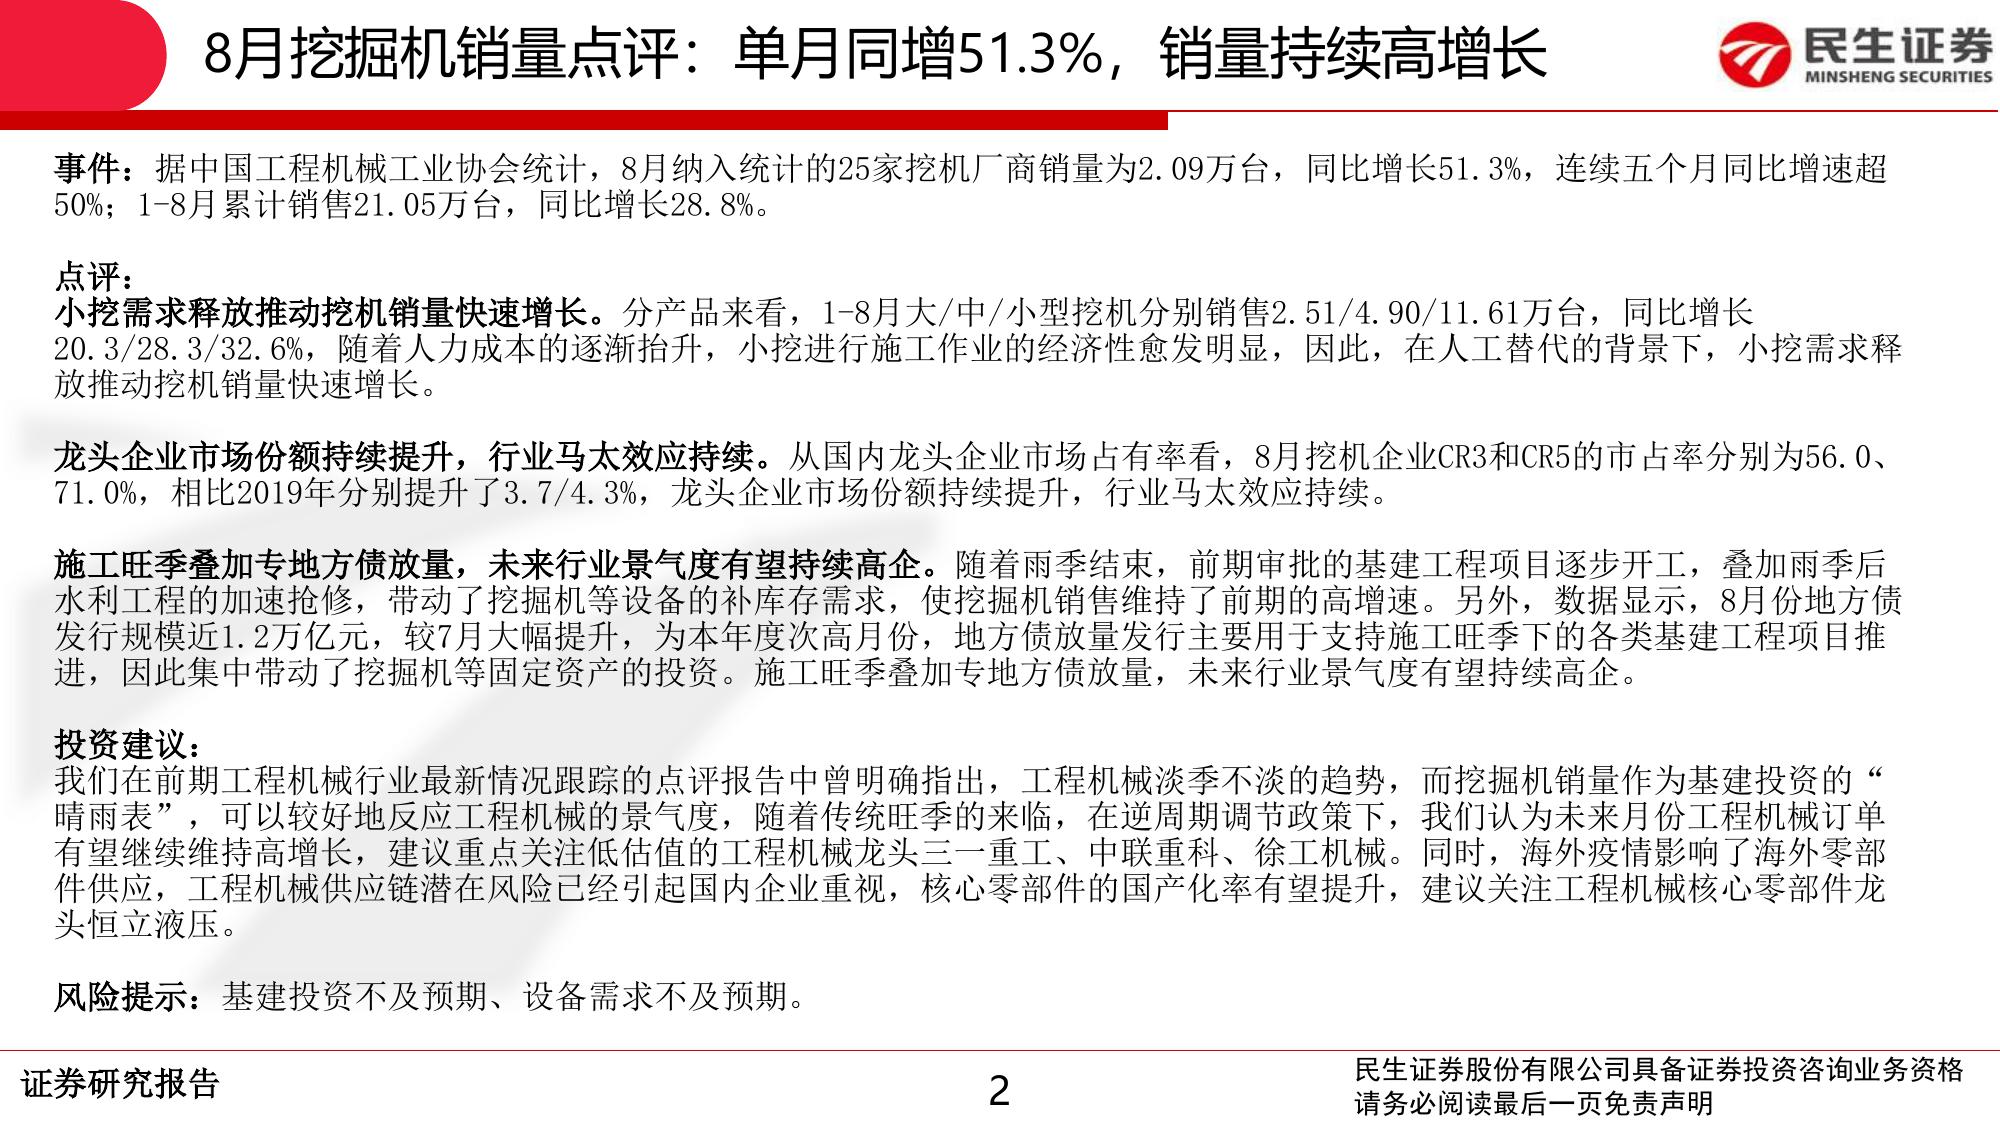 8月挖掘机销量点评：单月同增51.3%，销量持续高增长
民生证券
MINSHENG SECURITIES
事件：据中国工程机械工业协会统计，8月纳入统计的25家挖机厂商销量为2.09万台，同比增长51.3%，连续五个月同比增速超
50%；1-8月累计销售21.05万台，同比增长28.8%。
点评：
小挖需求释放推动挖机销量快速增长。分产品来看，1-8月大/中/小型挖机分别销售2.51/4.90/11.61万台，同比增长
20.3/28.3/32.6%，随着人力成本的逐渐抬升，小挖进行施工作业的经济性愈发明显，因此，在人工替代的背景下，小挖需求释
放推动挖机销量快速增长。
龙头企业市场份额持续提升，行业马太效应持续。从国内龙头企业市场占有率看，8月挖机企业CR3和CR5的市占率分别为56.0、
71.0%，相比2019年分别提升了3.7/4.3%，龙头企业市场份额持续提升，行业马太效应持续。
施工旺季叠加专地方债放量，未来行业景气度有望持续高企。随着雨季结束，前期审批的基建工程项目逐步开工，叠加雨季后
水利工程的加速抢修，带动了挖掘机等设备的补库存需求，使挖掘机销售维持了前期的高增速。另外，数据显示，8月份地方债
发行规模近1.2万亿元，较7月大幅提升，为本年度次高月份，地方债放量发行主要用于支持施工旺季下的各类基建工程项目推
进，因此集中带动了挖掘机等固定资产的投资。施工旺季叠加专地方债放量，未来行业景气度有望持续高企。
投资建议：
我们在前期工程机械行业最新情况跟踪的点评报告中曾明确指出，工程机械淡季不淡的趋势，而挖掘机销量作为基建投资的“
晴雨表”，可以较好地反应工程机械的景气度，随着传统旺季的来临，在逆周期调节政策下，我们认为未来月份工程机械订单
有望继续维持高增长，建议重点关注低估值的工程机械龙头三一重工、中联重科、徐工机械。同时，海外疫情影响了海外零部
件供应，工程机械供应链潜在风险已经引起国内企业重视，核心零部件的国产化率有望提升，建议关注工程机械核心零部件龙
头恒立液压。
风险提示：基建投资不及预期、设备需求不及预期。
证券研究报告
2
民生证券股份有限公司具备证券投资咨询业务资格
请务必阅读最后一页免责声明